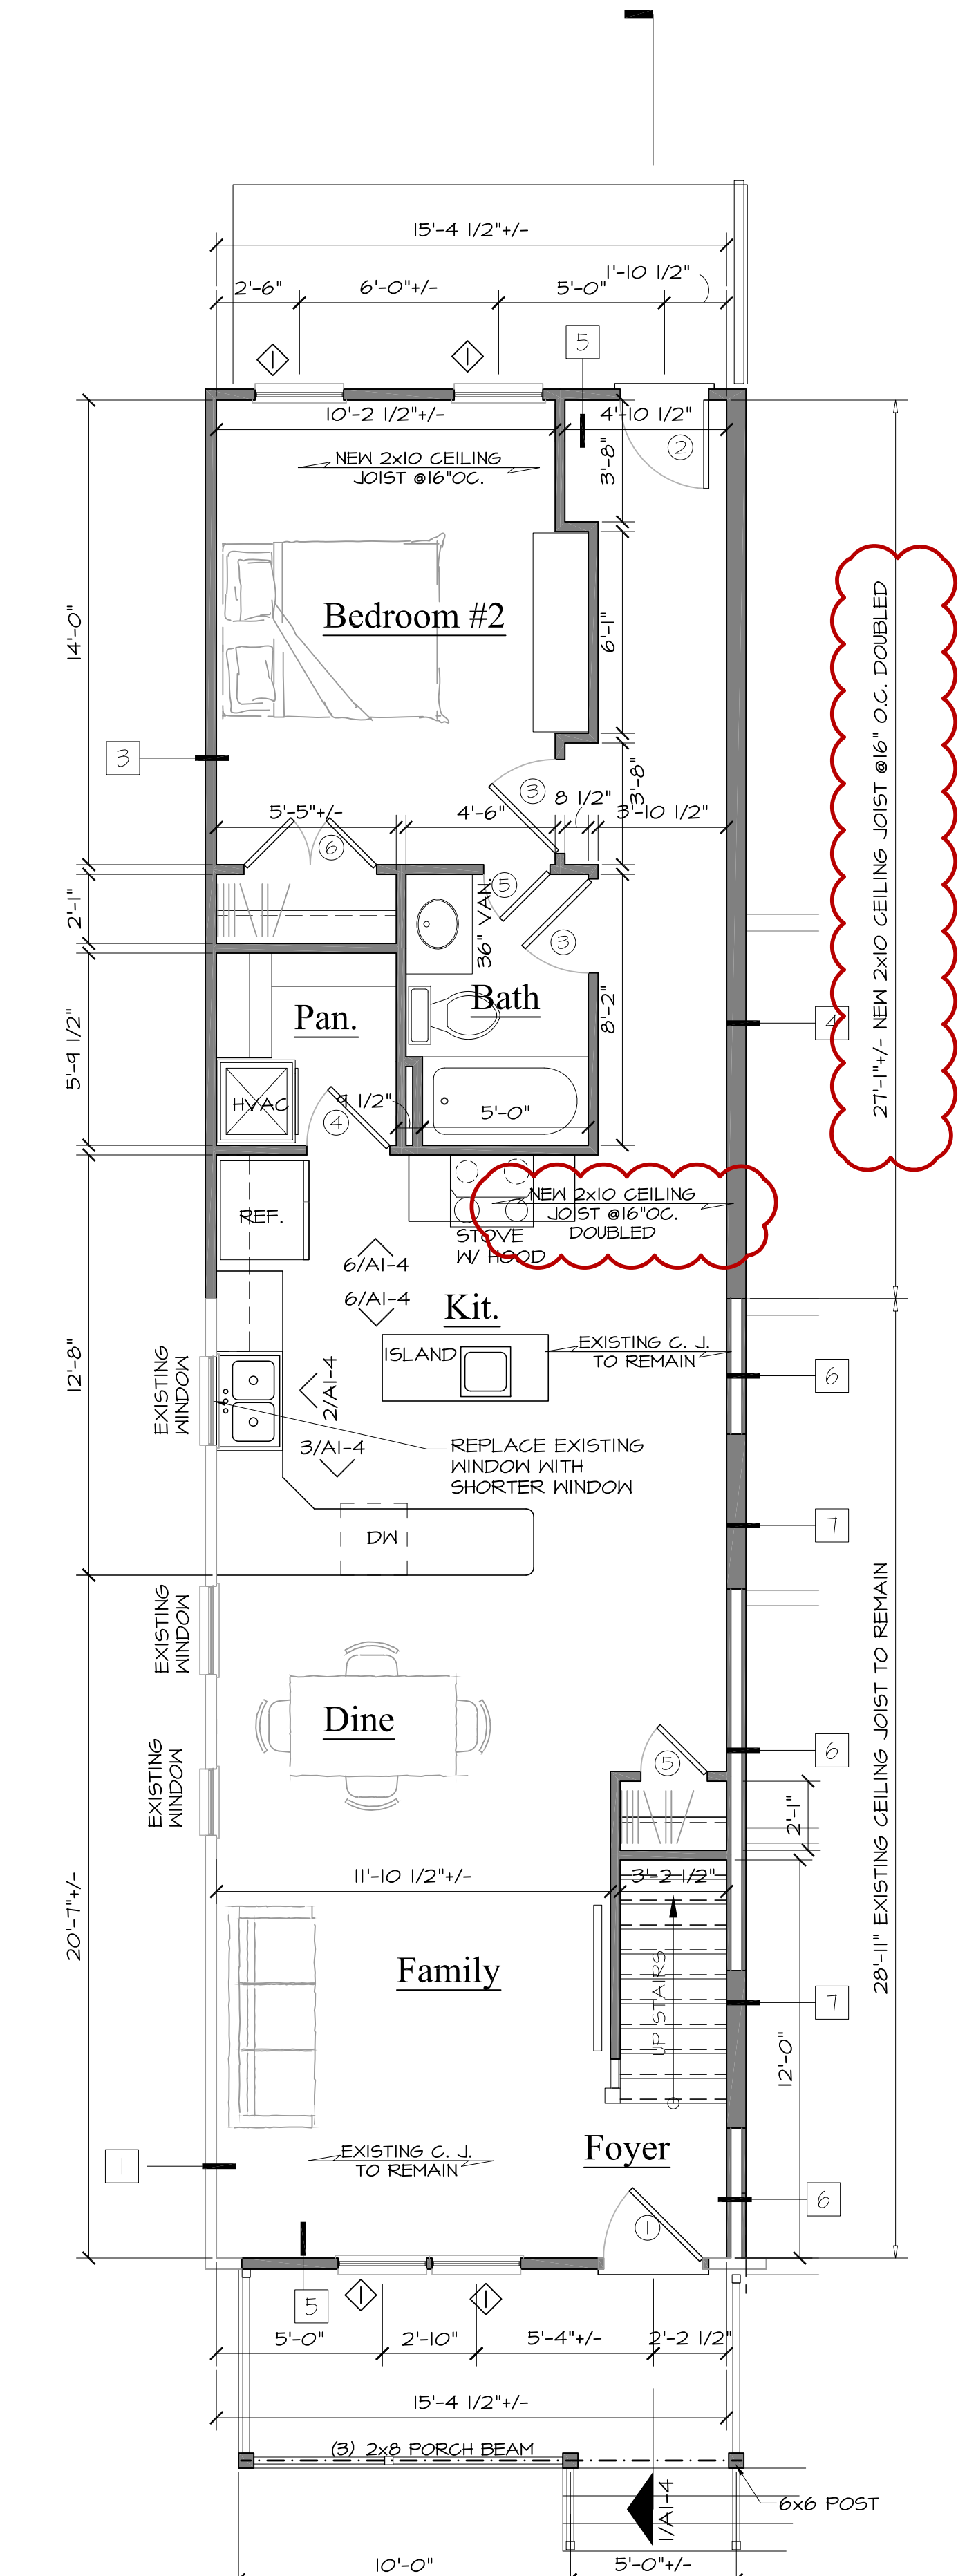 15'-4 1/2"+/-
1'-10 1/2"
2'-6"
6'-0"+/-
5'-0"
5
1
1
10'-2 1/2"+/-
4'-10 1/2"
2
NEW 2x10 CEILING
JOIST @16"OC.
3'-8"
14'-0"
Bedroom #2
6'-1"
27'-1"+/- NEW 2x10 CEILING JOIST @16" O.C. DOUBLED
3
3
3'-8"
5'-5"+/-
4'-6"
8 1/2"
3'-10 1/2"
6
5
2'-1"
36" VAN.
3
Bath
Pan.
8'-2"
4
5'-9 1/2"
HVAC
9 1/2"
4
5'-0"
NEW 2x10 CEILING
JOIST @16"OC.
DOUBLED
REF.
STOVE
W/ HOOD
6/A1-4
6/A1-4
Kit.
ISLAND
EXISTING C. J.
TO REMAIN
6
12'-8"
EXISTING
WINDOW
2/A1-4
3/A1-4
REPLACE EXISTING
WINDOW WITH
SHORTER WINDOW
7
DW
EXISTING
WINDOW
28'-11" EXISTING CEILING JOIST TO REMAIN
Dine
5
6
EXISTING
WINDOW
2'-1"
11'-10 1/2"+/-
3'-2 1/2"
20'-7"+/-
Family
UP STAIRS
7
12'-0"
Foyer
EXISTING C. J.
TO REMAIN
1
6
1
5
1
1
5'-0"
2'-10"
5'-4"+/-
2'-2 1/2"
15'-4 1/2"+/-
(3) 2x8 PORCH BEAM
1/A1-4
6x6 POST
10'-0"
5'-0"+/-